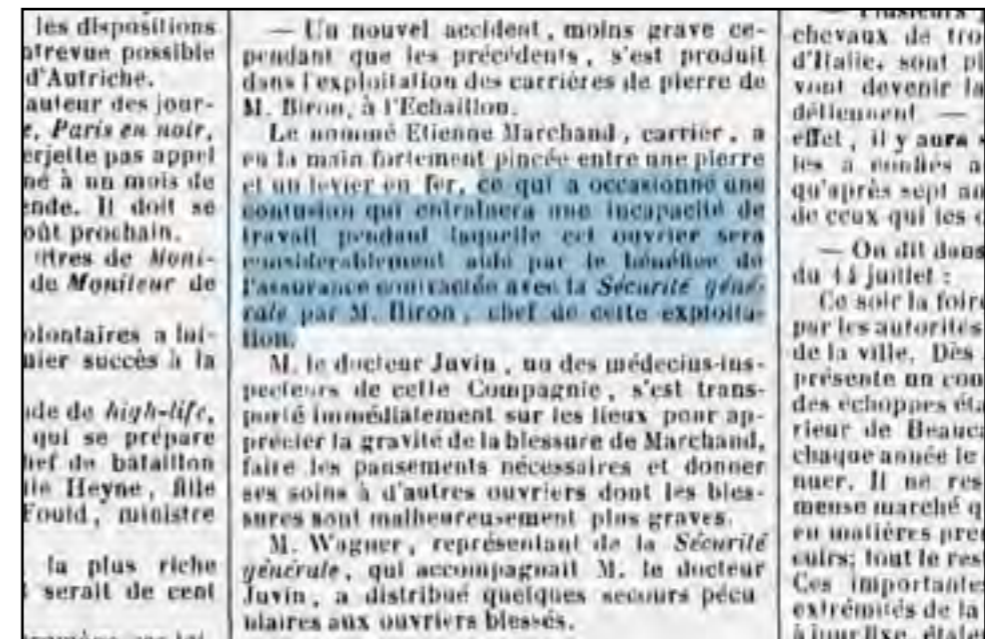 les dispositions
ntrevue possible
d'Autriche.
auteur des jour-
e, Paris en noir,
erjette pas appel
né à un mois de
ende. Il doit se
oût prochain.
ttres de Moni-
de Moniteur de
olontaires a lui-
nier succès à la
ade de high-life,
qui se prépare
hef de bataillon
lle Heyne, fille
Fould, ministre
la plus riche
serait de cent
— Un nouvel accident, moins grave ce-
pendant que les précédents, s'est produit
dans l'exploitation des carrières de pierre de
M. Biron, à l'Echaillon.
Le nommé Etienne Marchand, carrier, a
eu la main fortement pincée entre une pierre
et un levier en fer, ce qui a occasionné une
contusion qui entraînera une incapacité de
travail pendant laquelle cet ouvrier sera
considérablement aidé par le bénéfice de
l'assurance contractée avec la Sécurité géné-
rale par M. Biron, chef de cette exploita-
tion.
M. le docteur Juvin, un des médecins-ins-
pecteurs de cette Compagnie, s'est trans-
porté immédiatement sur les lieux pour ap-
précier la gravité de la blessure de Marchand,
faire les pansements nécessaires et donner
ses soins à d'autres ouvriers dont les bles-
sures sont malheureusement plus graves.
M. Wagner, représentant de la Sécurité
générale, qui accompagnait M. le docteur
Juvin, a distribué quelques secours pécu
niaires aux ouvriers blessés.
— Plusieurs
chevaux de tro
d'Italie, sont pl
vont devenir la
détiennent —
effet, il y aura
les a confiés a
qu'après sept an
de ceux qui les
— On dit dans
du 14 juillet :
Ce soir la foire
par les autorités
de la ville. Dès
présente un cou
des échoppes éta
rieur de Beauca
chaque année le
nuer. Il ne res
mense marché q
en matières pre
cuirs; tout le res
Ces importante
extrémités de la
à jour fixe, étale